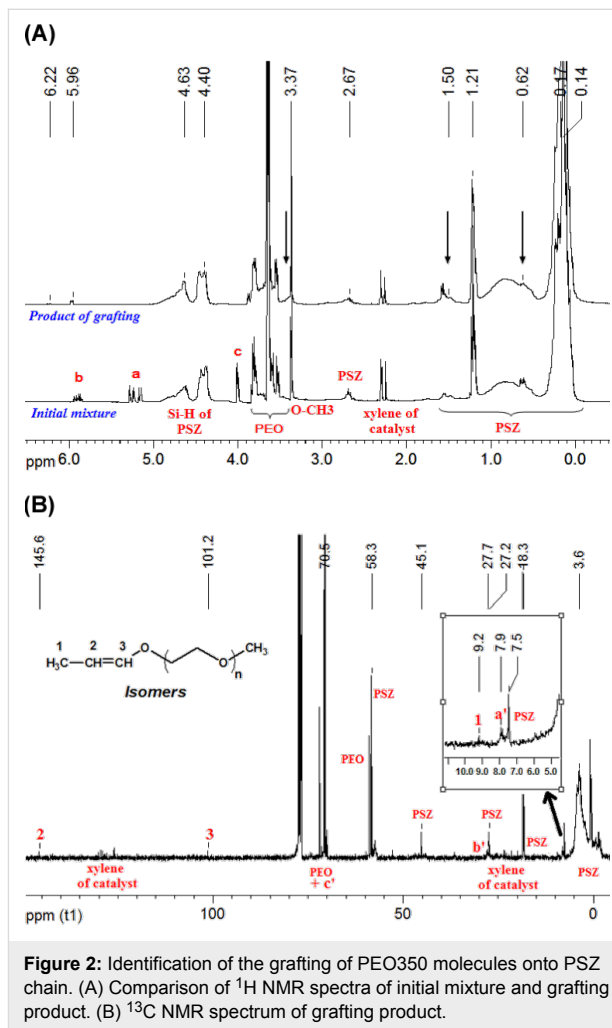 (A)
6.22
5.96
4.63
4.40
3.37
2.67
1.50
1.21
0.62
0.17
0.14
Product of grafting
b
a
c
PSZ
Initial mixture
Si-H of
PSZ
PEO
O-CH3
xylene of
catalyst
PSZ
ppm 6.0 5.0 4.0 3.0 2.0 1.0 0.0
(B)
145.6
101.2
70.5
58.3
45.1
27.7
27.2
18.3
3.6
1 2 3
H₃C-CH=CH-O O CH₃
n
Isomers
9.2
7.9
7.5
1
a'
PSZ
11.0 9.0 8.0 7.0 5.0
PSZ
PEO
2
3
PSZ
PSZ
b'
PSZ
xylene
of catalyst
PEO
+ c'
xylene
of catalyst
PSZ
ppm (t1) 100 50 0
Figure 2: Identification of the grafting of PEO350 molecules onto PSZ
chain. (A) Comparison of ¹H NMR spectra of initial mixture and grafting
product. (B) ¹³C NMR spectrum of grafting product.